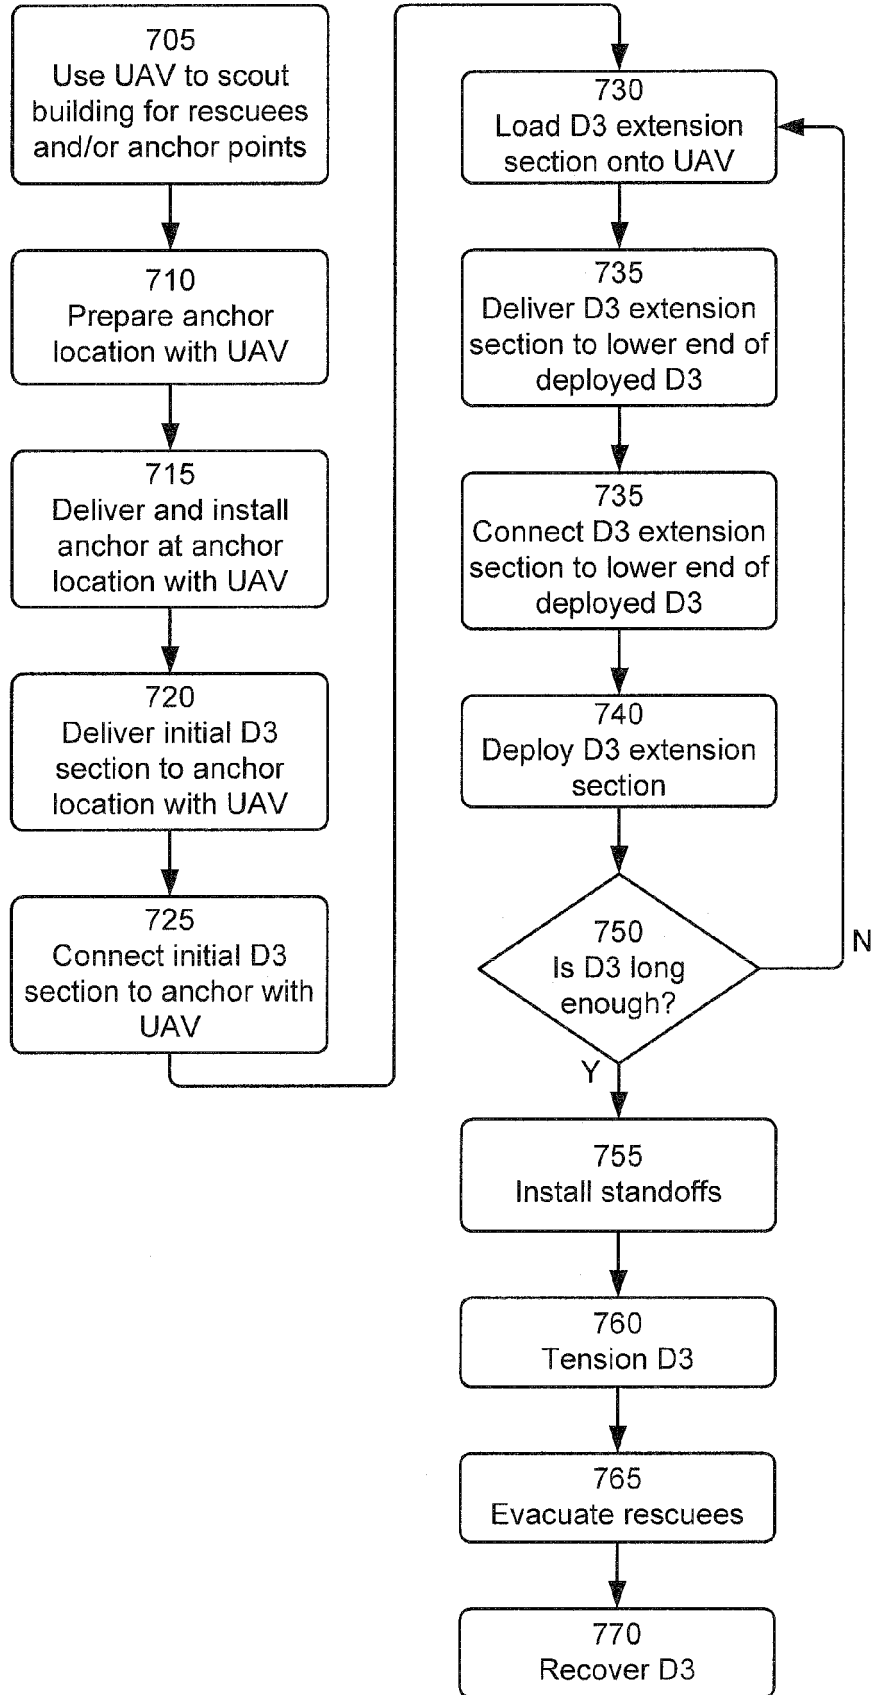 705
Use UAV to scout
building for rescuees
and/or anchor points
710
Prepare anchor
location with UAV
715
Deliver and install
anchor at anchor
location with UAV
720
Deliver initial D3
section to anchor
location with UAV
725
Connect initial D3
section to anchor with
UAV
730
Load D3 extension
section onto UAV
735
Deliver D3 extension
section to lower end of
deployed D3
735
Connect D3 extension
section to lower end of
deployed D3
740
Deploy D3 extension
section
750
Is D3 long
enough?
N
Y
755
Install standoffs
760
Tension D3
765
Evacuate rescuees
770
Recover D3